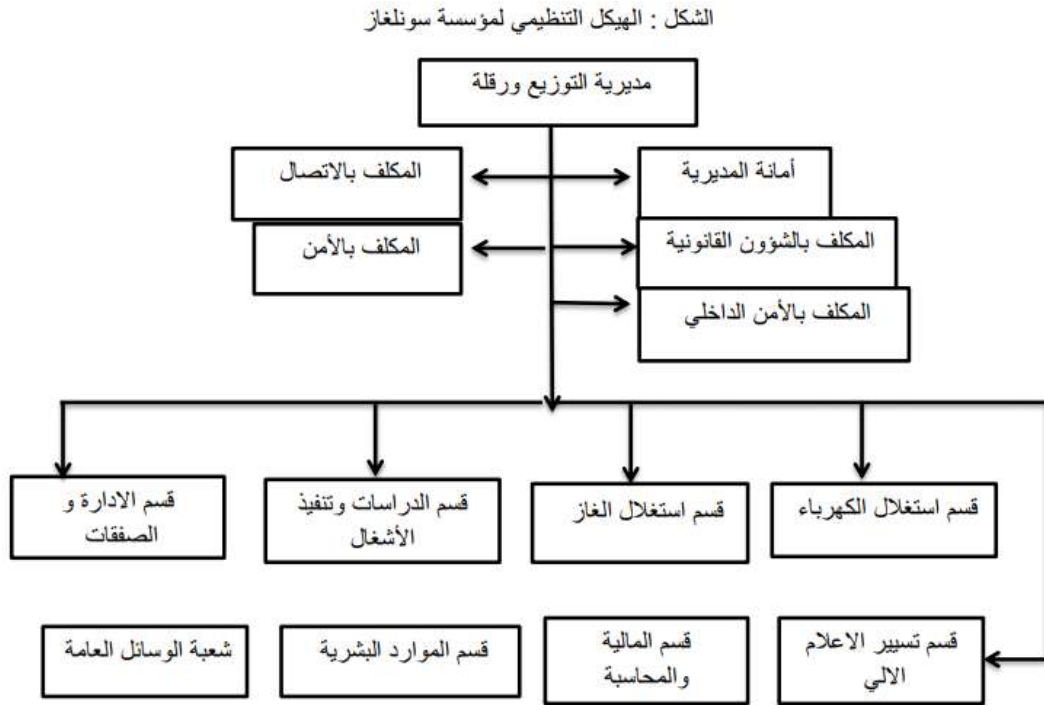 الشكل : الهيكل التنظيمي لمؤسسة سونلغاز
مديرية التوزيع ورقلة
أمانة المديرية
المكلف بالاتصال
المكلف بالشؤون القانونية
المكلف بالأمن
المكلف بالأمن الداخلي
قسم استغلال الكهرباء
قسم استغلال الغاز
قسم الدراسات وتنفيذ
الأشغال
قسم الادارة و
الصفقات
قسم تسيير الاعلام
الالي
قسم المالية
والمحاسبة
قسم الموارد البشرية
شعبة الوسائل العامة